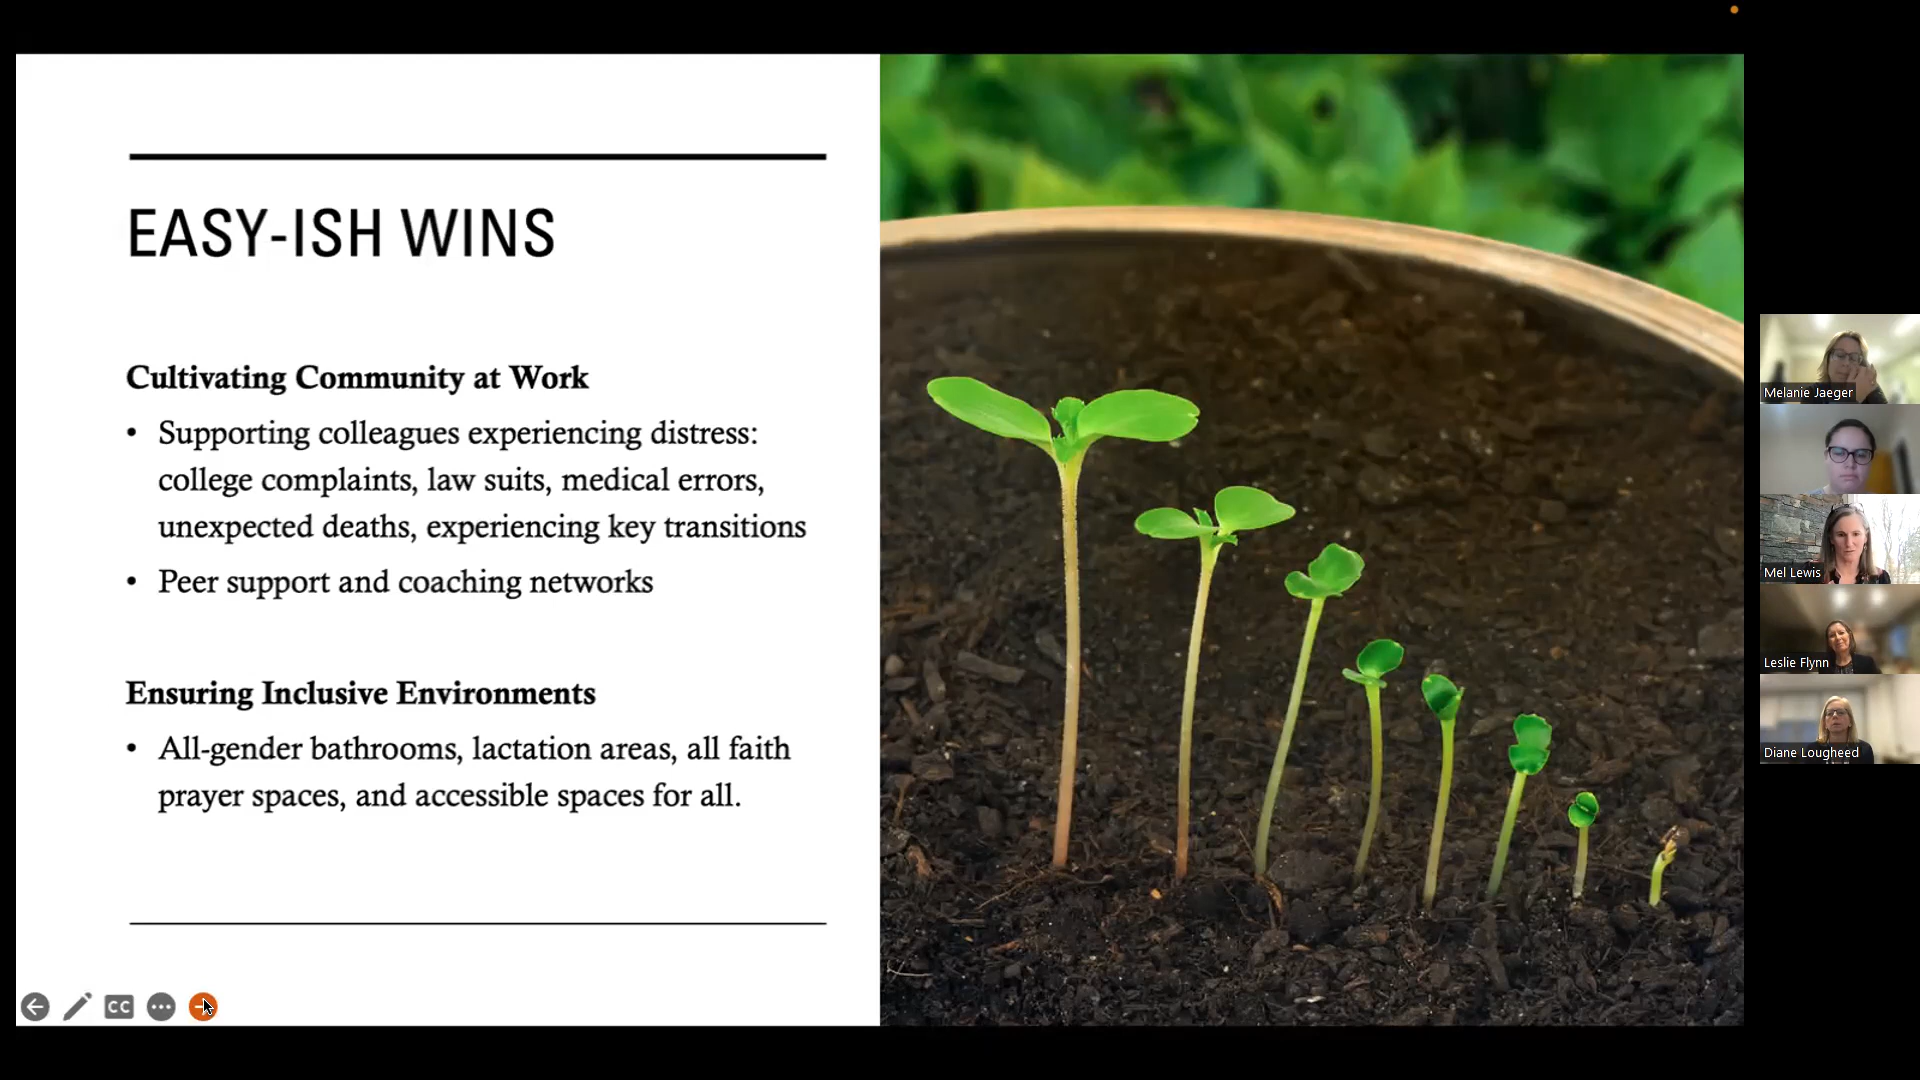 EASY-ISH WINS
Cultivating Community at Work
• Supporting colleagues experiencing distress:
college complaints, law suits, medical errors,
unexpected deaths, experiencing key transitions
• Peer support and coaching networks
Ensuring Inclusive Environments
• All-gender bathrooms, lactation areas, all faith
prayer spaces, and accessible spaces for all.
CC
Melanie Jaeger
Mel Lewis
Leslie Flynn
Diane Lougheed